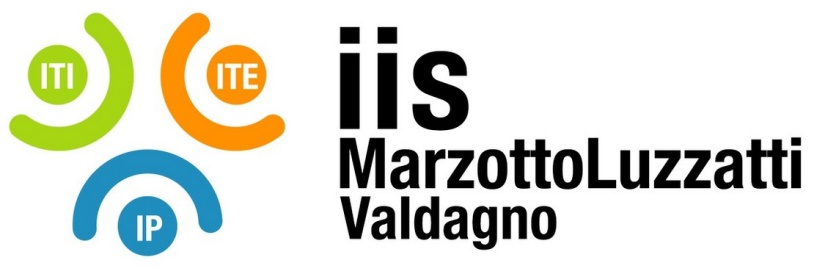 ITI
ITE
IP
iis
MarzottoLuzzatti
Valdagno